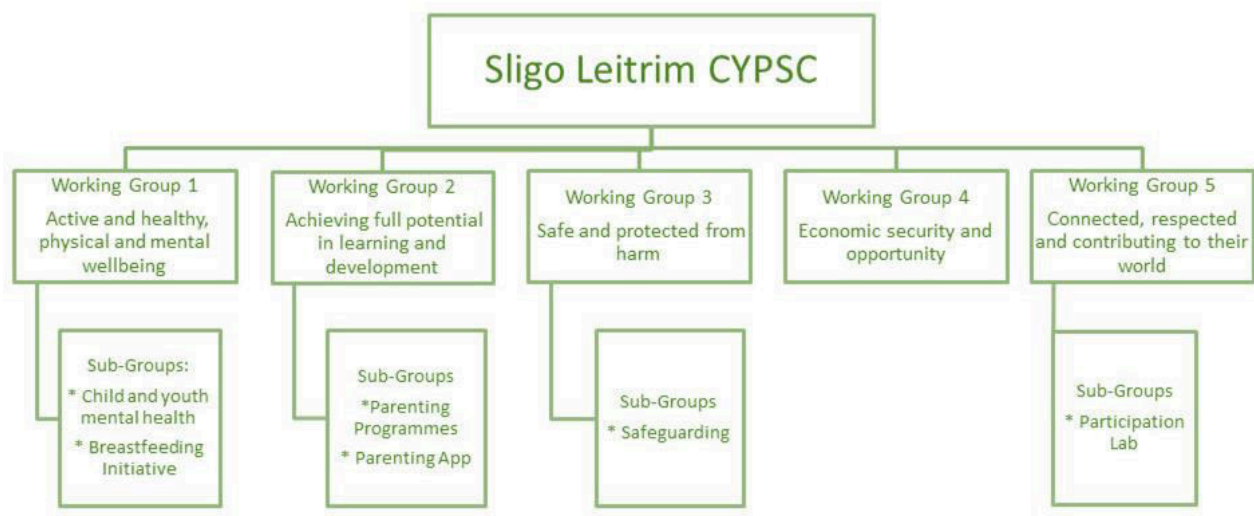 Sligo Leitrim CYPSC
Working Group 1
Active and healthy,
physical and mental
wellbeing
Sub-Groups:
* Child and youth
mental health
* Breastfeeding
Initiative
Working Group 2
Achieving full potential
in learning and
development
Sub-Groups
*Parenting
Programmes
* Parenting App
Working Group 3
Safe and protected from
harm
Sub-Groups
* Safeguarding
Working Group 4
Economic security and
opportunity
Working Group 5
Connected, respected
and contributing to their
world
Sub-Groups
* Participation
Lab